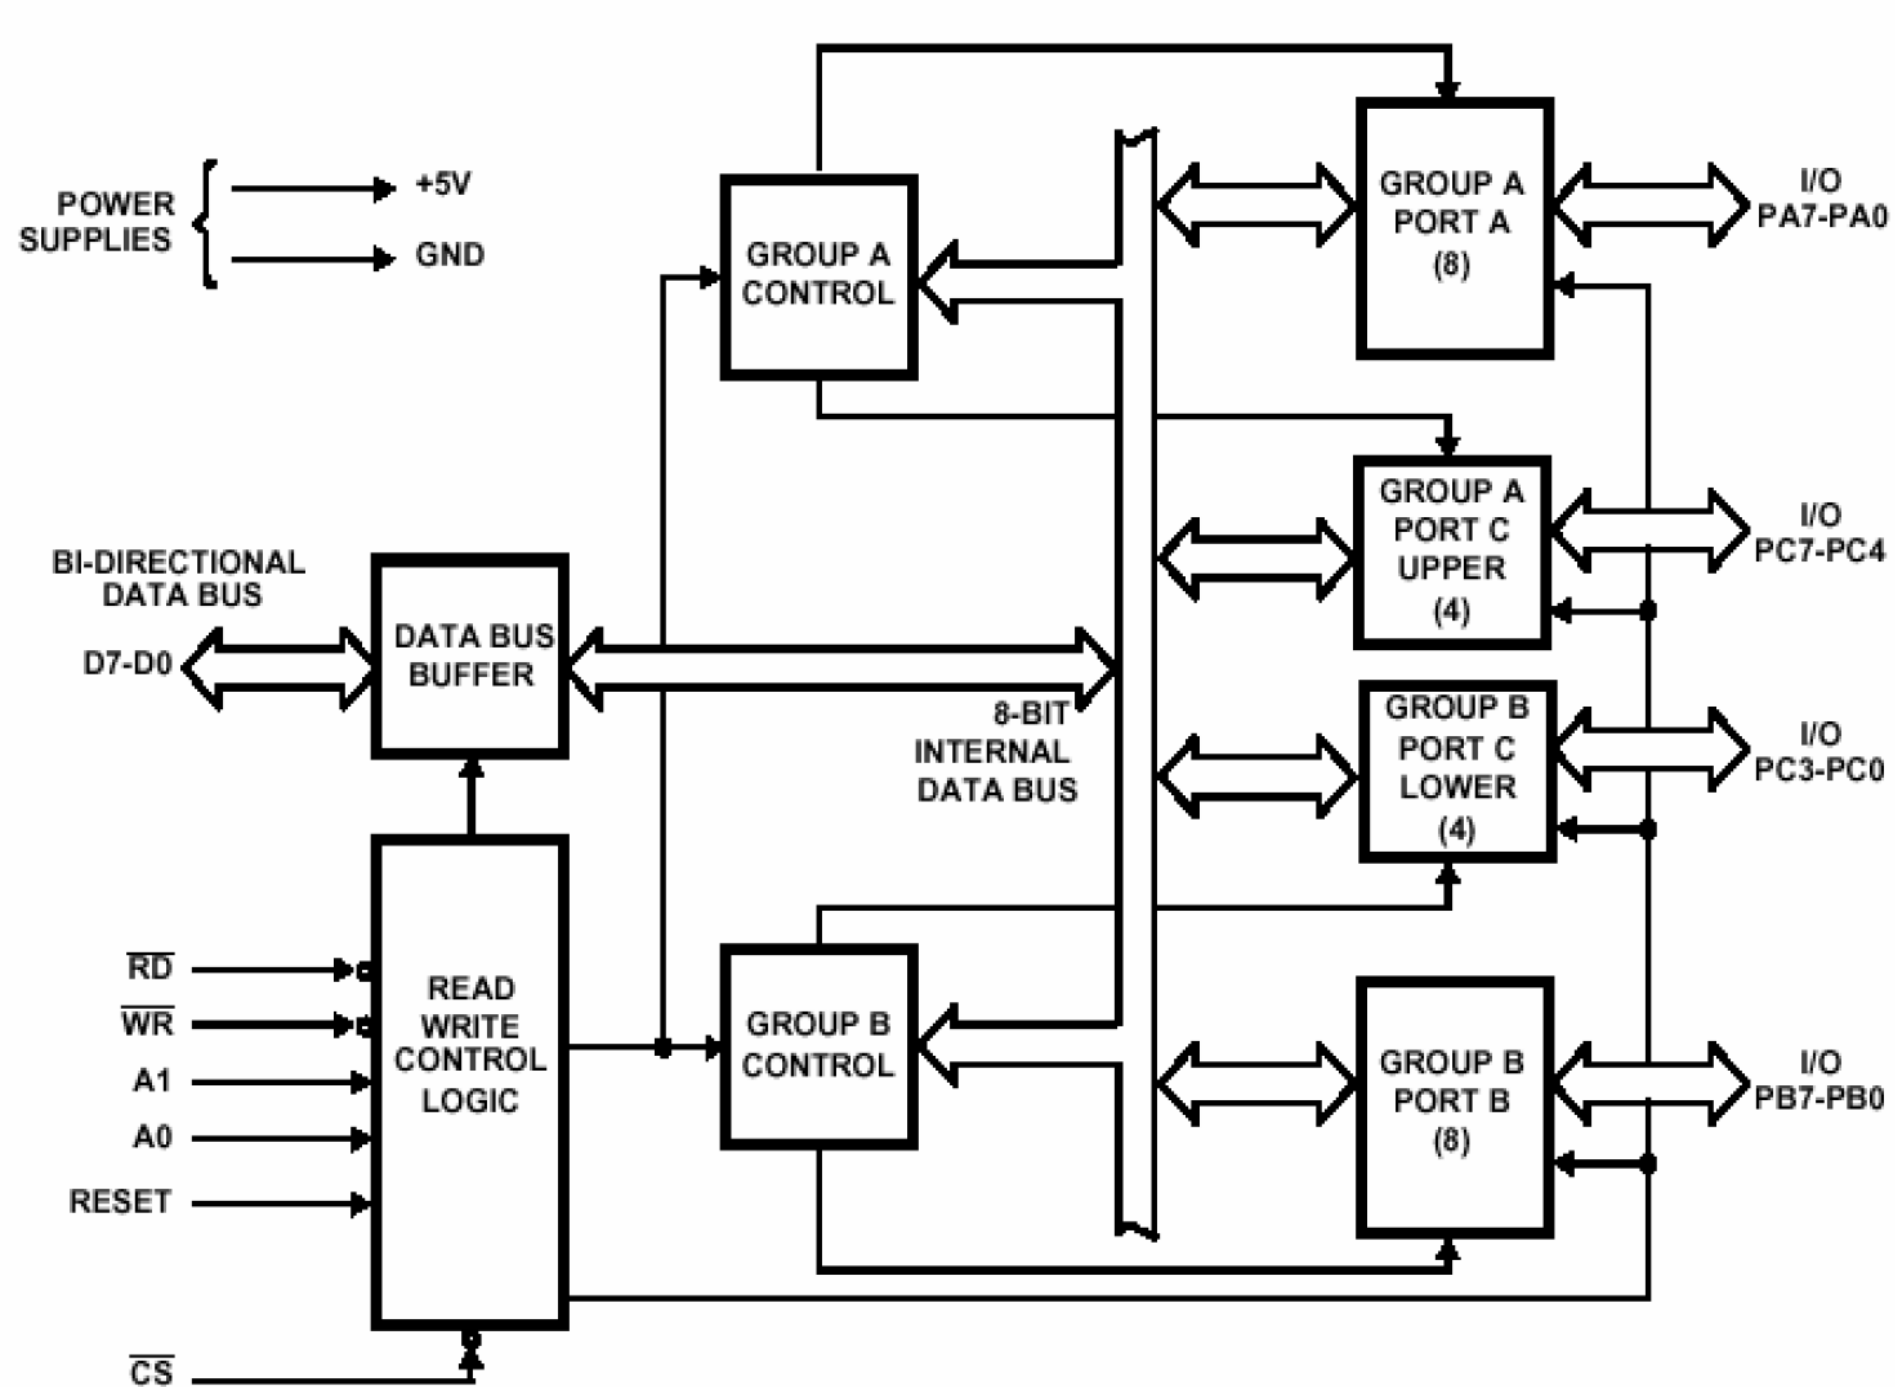 POWER
SUPPLIES
+5V
GND
GROUP A
CONTROL
GROUP A
PORT A
(8)
I/O
PA7-PA0
GROUP A
PORT C
UPPER
(4)
I/O
PC7-PC4
BI-DIRECTIONAL
DATA BUS
D7-D0
DATA BUS
BUFFER
8-BIT
INTERNAL
DATA BUS
GROUP B
PORT C
LOWER
(4)
I/O
PC3-PC0
RD
WR
A1
A0
RESET
READ
WRITE
CONTROL
LOGIC
GROUP B
CONTROL
GROUP B
PORT B
(8)
I/O
PB7-PB0
CS